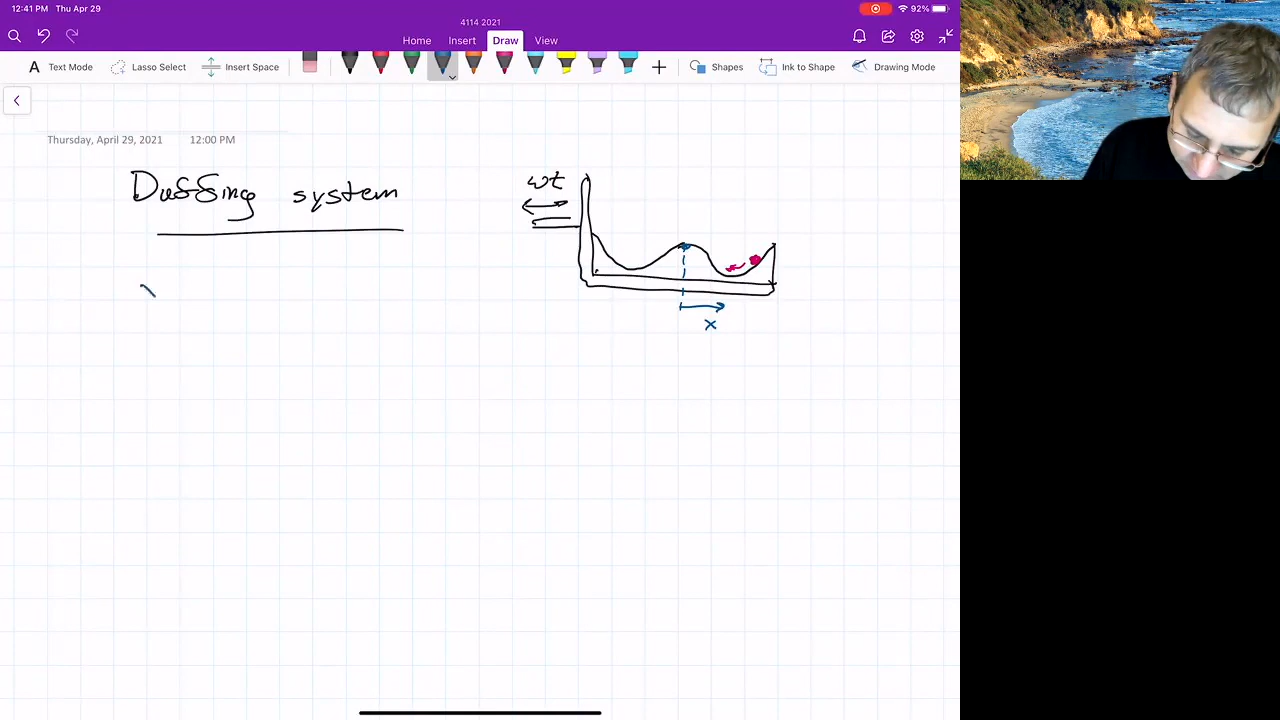 12:41 PM Thu Apr 29
92%
4114 2021
Home Insert Draw View
Text Mode Lasso Select Insert Space Shapes Ink to Shape Drawing Mode
Thursday, April 29, 2021 12:00 PM
Duffing system
ωt
x